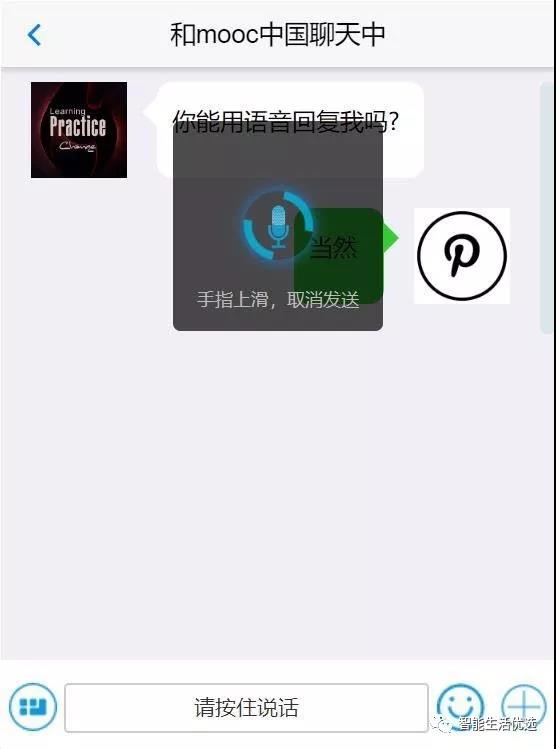 和mooc中国聊天中
Learning
Practice
Change
你能用语音回复我吗?
当然
手指上滑，取消发送
请按住说话
智能生活优选